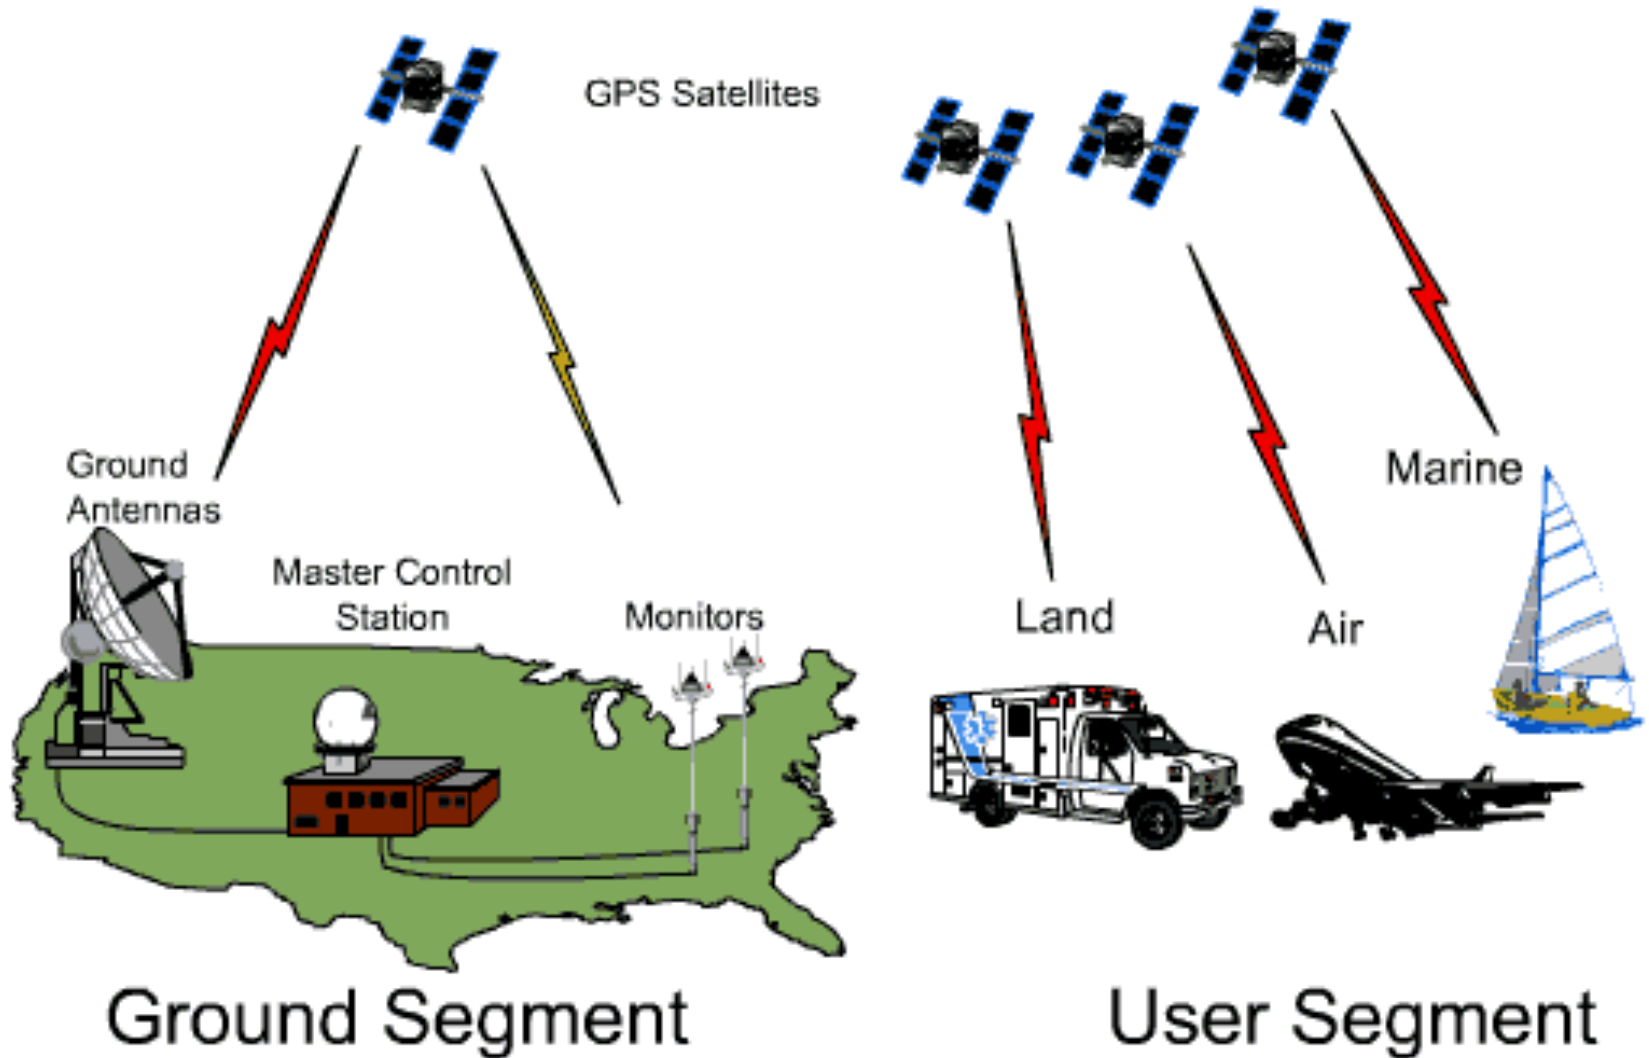 GPS Satellites
Ground
Antennas
Master Control
Station
Monitors
Land
Air
Marine
Ground Segment
User Segment